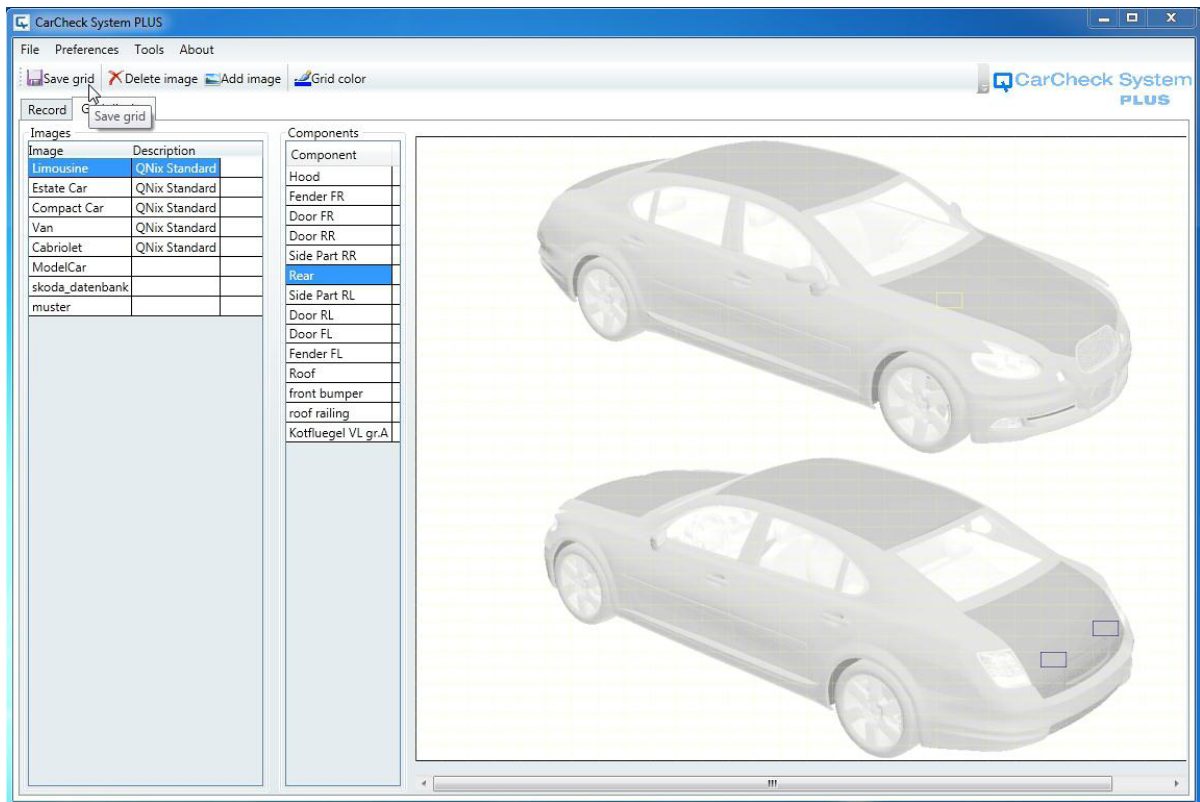 CarCheck System PLUS
File Preferences Tools About
Save grid Delete image Add image Grid color
CarCheck System
PLUS
Record
Save grid
Images
Image Description
Limousine QNix Standard
Estate Car QNix Standard
Compact Car QNix Standard
Van QNix Standard
Cabriolet QNix Standard
ModelCar
skoda_datenbank
muster
Components
Component
Hood
Fender FR
Door FR
Door RR
Side Part RR
Rear
Side Part RL
Door RL
Door FL
Fender FL
Roof
front bumper
roof railing
Kotfluegel VL gr.A